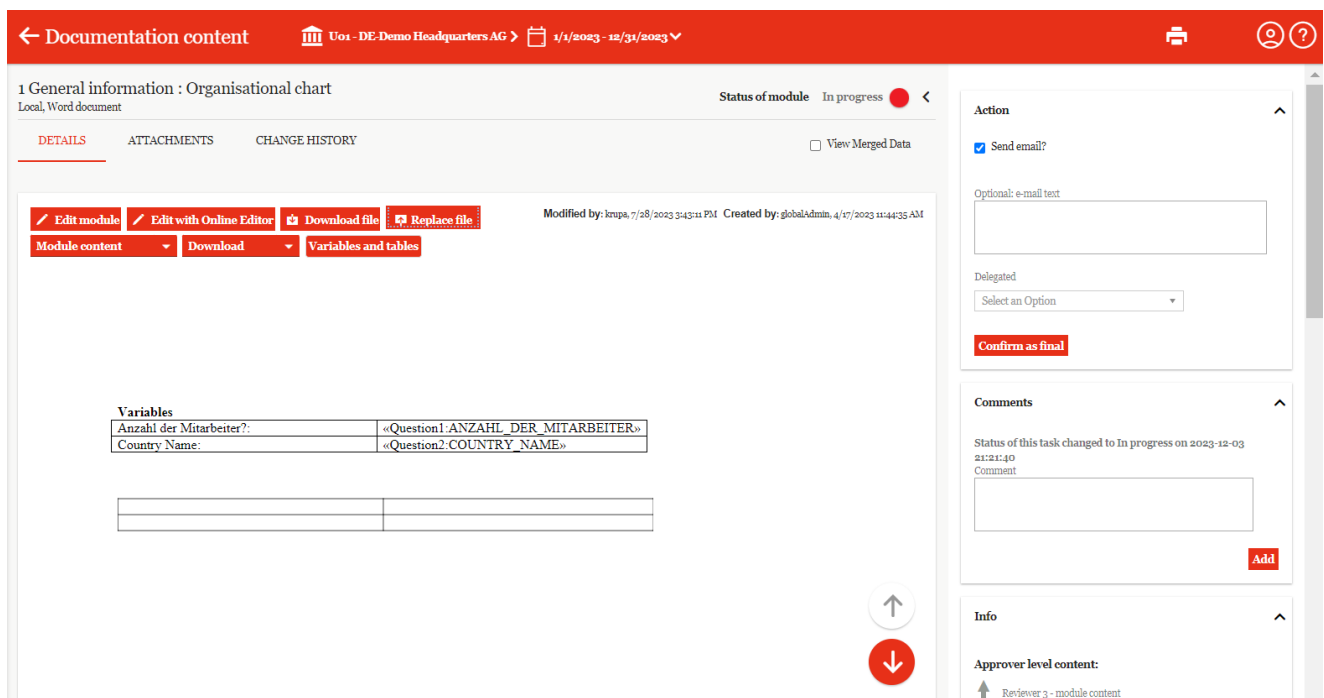 Documentation content
U01 - DE-Demo Headquarters AG
1/1/2023 - 12/31/2023
?
1 General information : Organisational chart
Local, Word document
Status of module In progress
DETAILS ATTACHMENTS CHANGE HISTORY
View Merged Data
Edit module Edit with Online Editor Download file Replace file
Modified by: krupa, 7/28/2023 3:43:11 PM Created by: globalAdmin, 4/17/2023 11:44:35 AM
Module content Download Variables and tables
Variables
Anzahl der Mitarbeiter?: «Question1:ANZAHL_DER_MITARBEITER»
Country Name: «Question2:COUNTRY_NAME»
Action
Send email?
Optional: e-mail text
Delegated
Select an Option
Confirm as final
Comments
Status of this task changed to In progress on 2023-12-03
21:21:40
Comment
Add
Info
Approver level content:
Reviewer 3 - module content